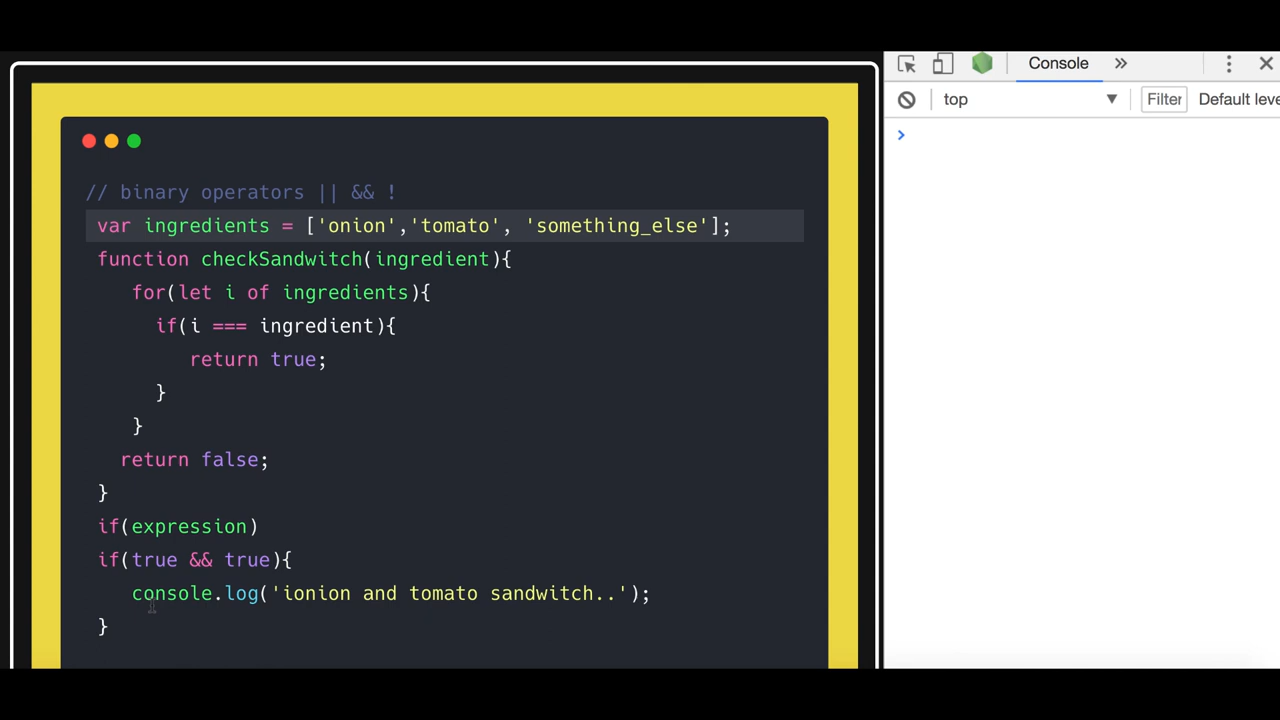 // binary operators || && !
var ingredients = ['onion','tomato', 'something_else'];
function checkSandwitch(ingredient){
for(let i of ingredients){
if(i === ingredient){
return true;
}
}
return false;
}
if(expression)
if(true && true){
console.log('ionion and tomato sandwitch..');
}
Console »
top ▼ Filter Default leve
>